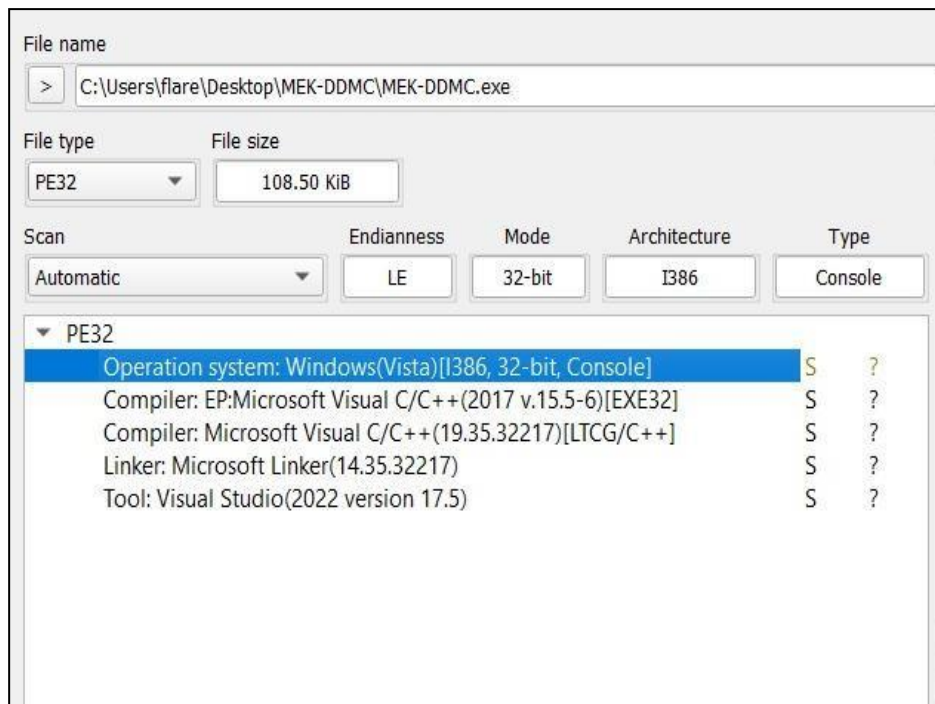 File name
> C:\Users\flare\Desktop\MEK-DDMC\MEK-DDMC.exe
File type File size
PE32 108.50 KiB
Scan Endianness Mode Architecture Type
Automatic LE 32-bit I386 Console
PE32
Operation system: Windows(Vista)[I386, 32-bit, Console] S ?
Compiler: EP:Microsoft Visual C/C++(2017 v.15.5-6)[EXE32] S ?
Compiler: Microsoft Visual C/C++(19.35.32217)[LTCG/C++] S ?
Linker: Microsoft Linker(14.35.32217) S ?
Tool: Visual Studio(2022 version 17.5) S ?